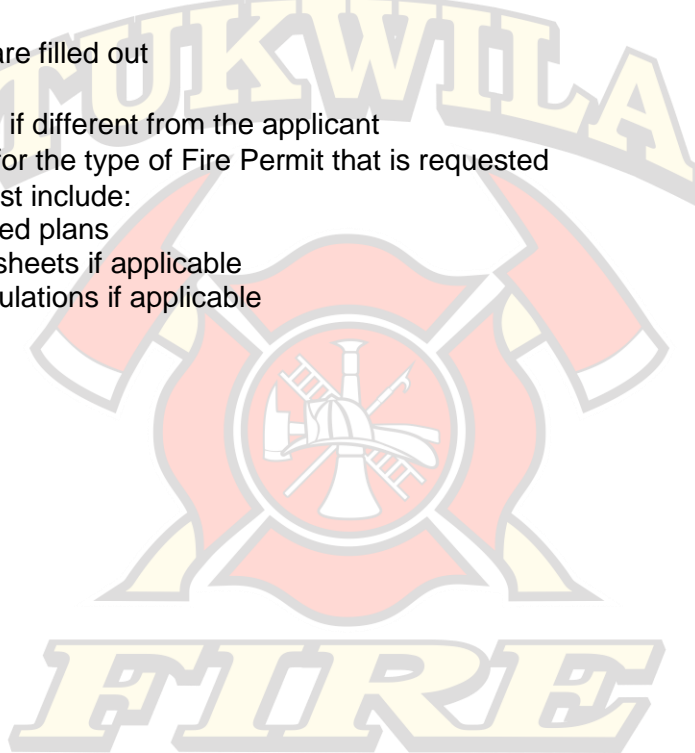 TUKWILA
are filled out
if different from the applicant
for the type of Fire Permit that is requested
st include:
ed plans
sheets if applicable
ulations if applicable
FIRE